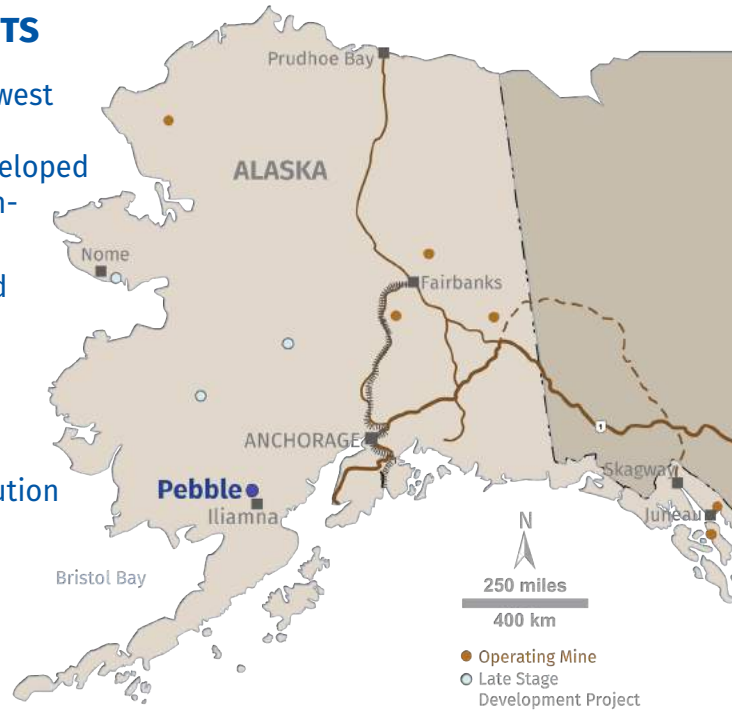 TS
west
eloped
n-
d
ution
Prudhoe Bay
ALASKA
Nome
Fairbanks
ANCHORAGE
Pebble
Iliamna
Bristol Bay
1
Skagway
Juneau
N
250 miles
400 km
Operating Mine
Late Stage
Development Project